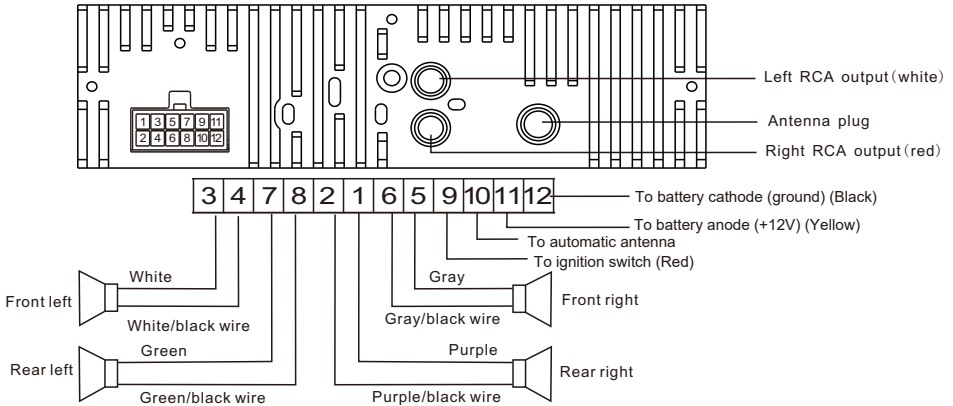 Left RCA output(white)
1 3 5 7 9 11
2 4 6 8 10 12
Antenna plug
Right RCA output(red)
3 4 7 8 2 1 6 5 9 10 11 12
To battery cathode (ground) (Black)
To battery anode (+12V) (Yellow)
To automatic antenna
To ignition switch (Red)
White
Gray
Front left
Front right
White/black wire
Gray/black wire
Green
Purple
Rear left
Rear right
Green/black wire
Purple/black wire